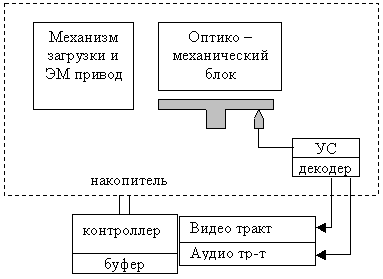 Механизм
загрузки и
ЭМ привод
Оптико –
механический
блок
УС
декодер
накопитель
контроллер
буфер
Видео тракт
Аудио тр-т